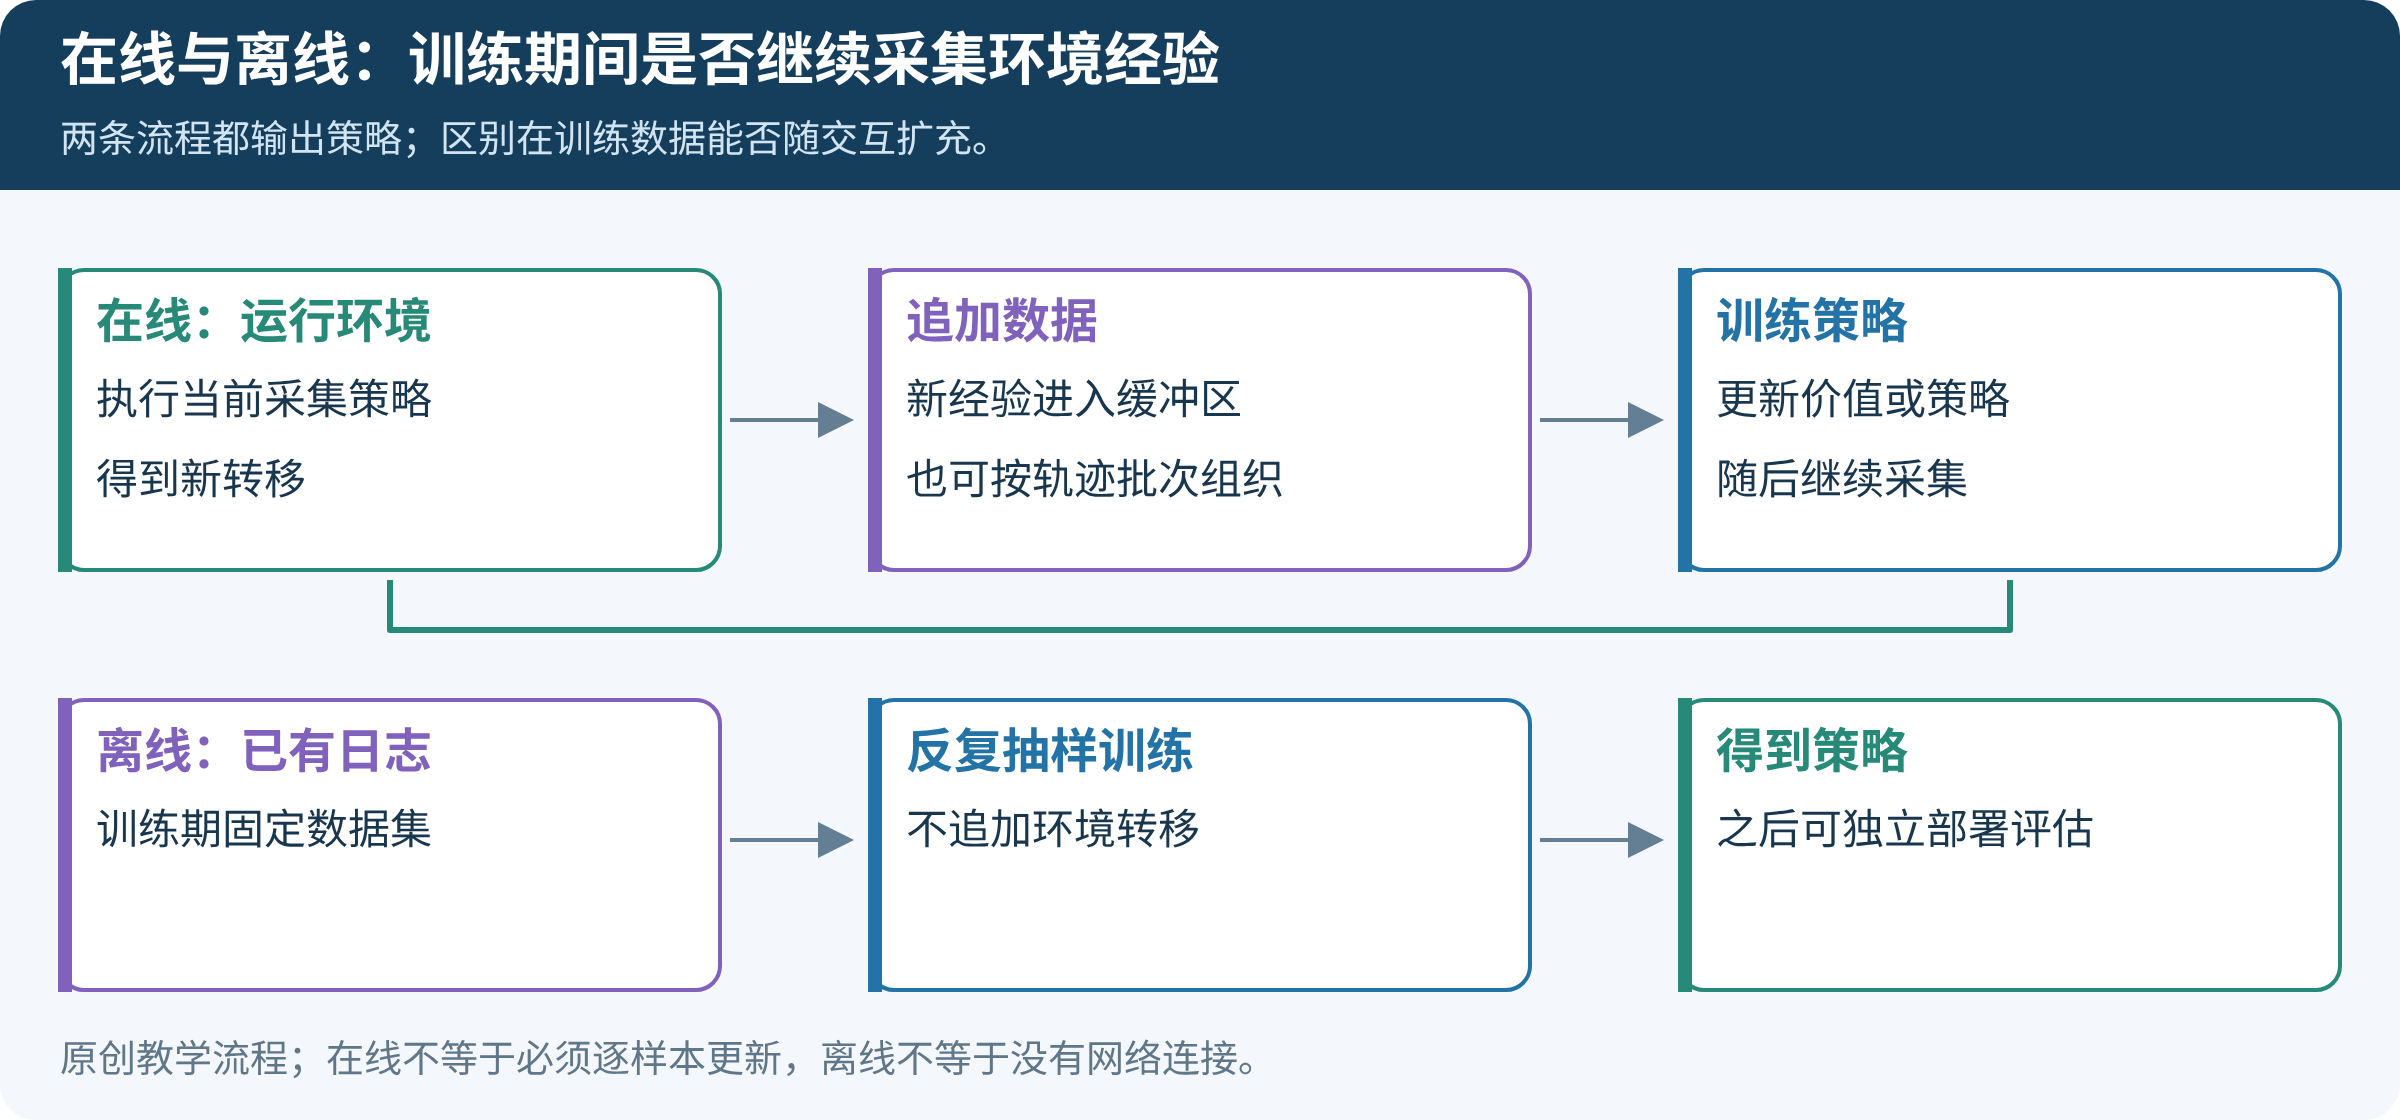 在线与离线：训练期间是否继续采集环境经验
两条流程都输出策略；区别在训练数据能否随交互扩充。
在线：运行环境
执行当前采集策略
得到新转移
追加数据
新经验进入缓冲区
也可按轨迹批次组织
训练策略
更新价值或策略
随后继续采集
离线：已有日志
训练期固定数据集
反复抽样训练
不追加环境转移
得到策略
之后可独立部署评估
原创教学流程；在线不等于必须逐样本更新，离线不等于没有网络连接。